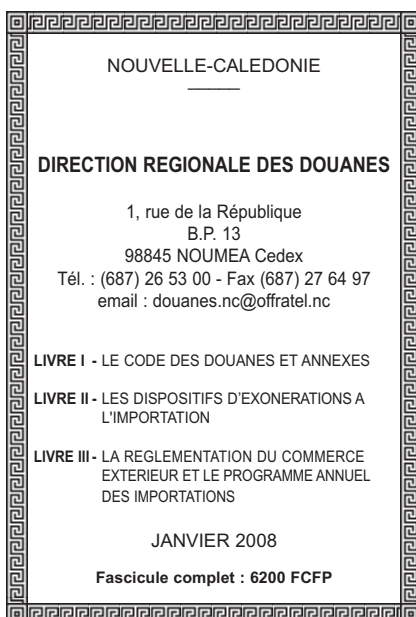 NOUVELLE-CALEDONIE
DIRECTION REGIONALE DES DOUANES
1, rue de la République
B.P. 13
98845 NOUMEA Cedex
Tél. : (687) 26 53 00 - Fax (687) 27 64 97
email : douanes.nc@offratel.nc
LIVRE I - LE CODE DES DOUANES ET ANNEXES
LIVRE II - LES DISPOSITIFS D'EXONERATIONS A
L'IMPORTATION
LIVRE III - LA REGLEMENTATION DU COMMERCE
EXTERIEUR ET LE PROGRAMME ANNUEL
DES IMPORTATIONS
JANVIER 2008
Fascicule complet : 6200 FCFP